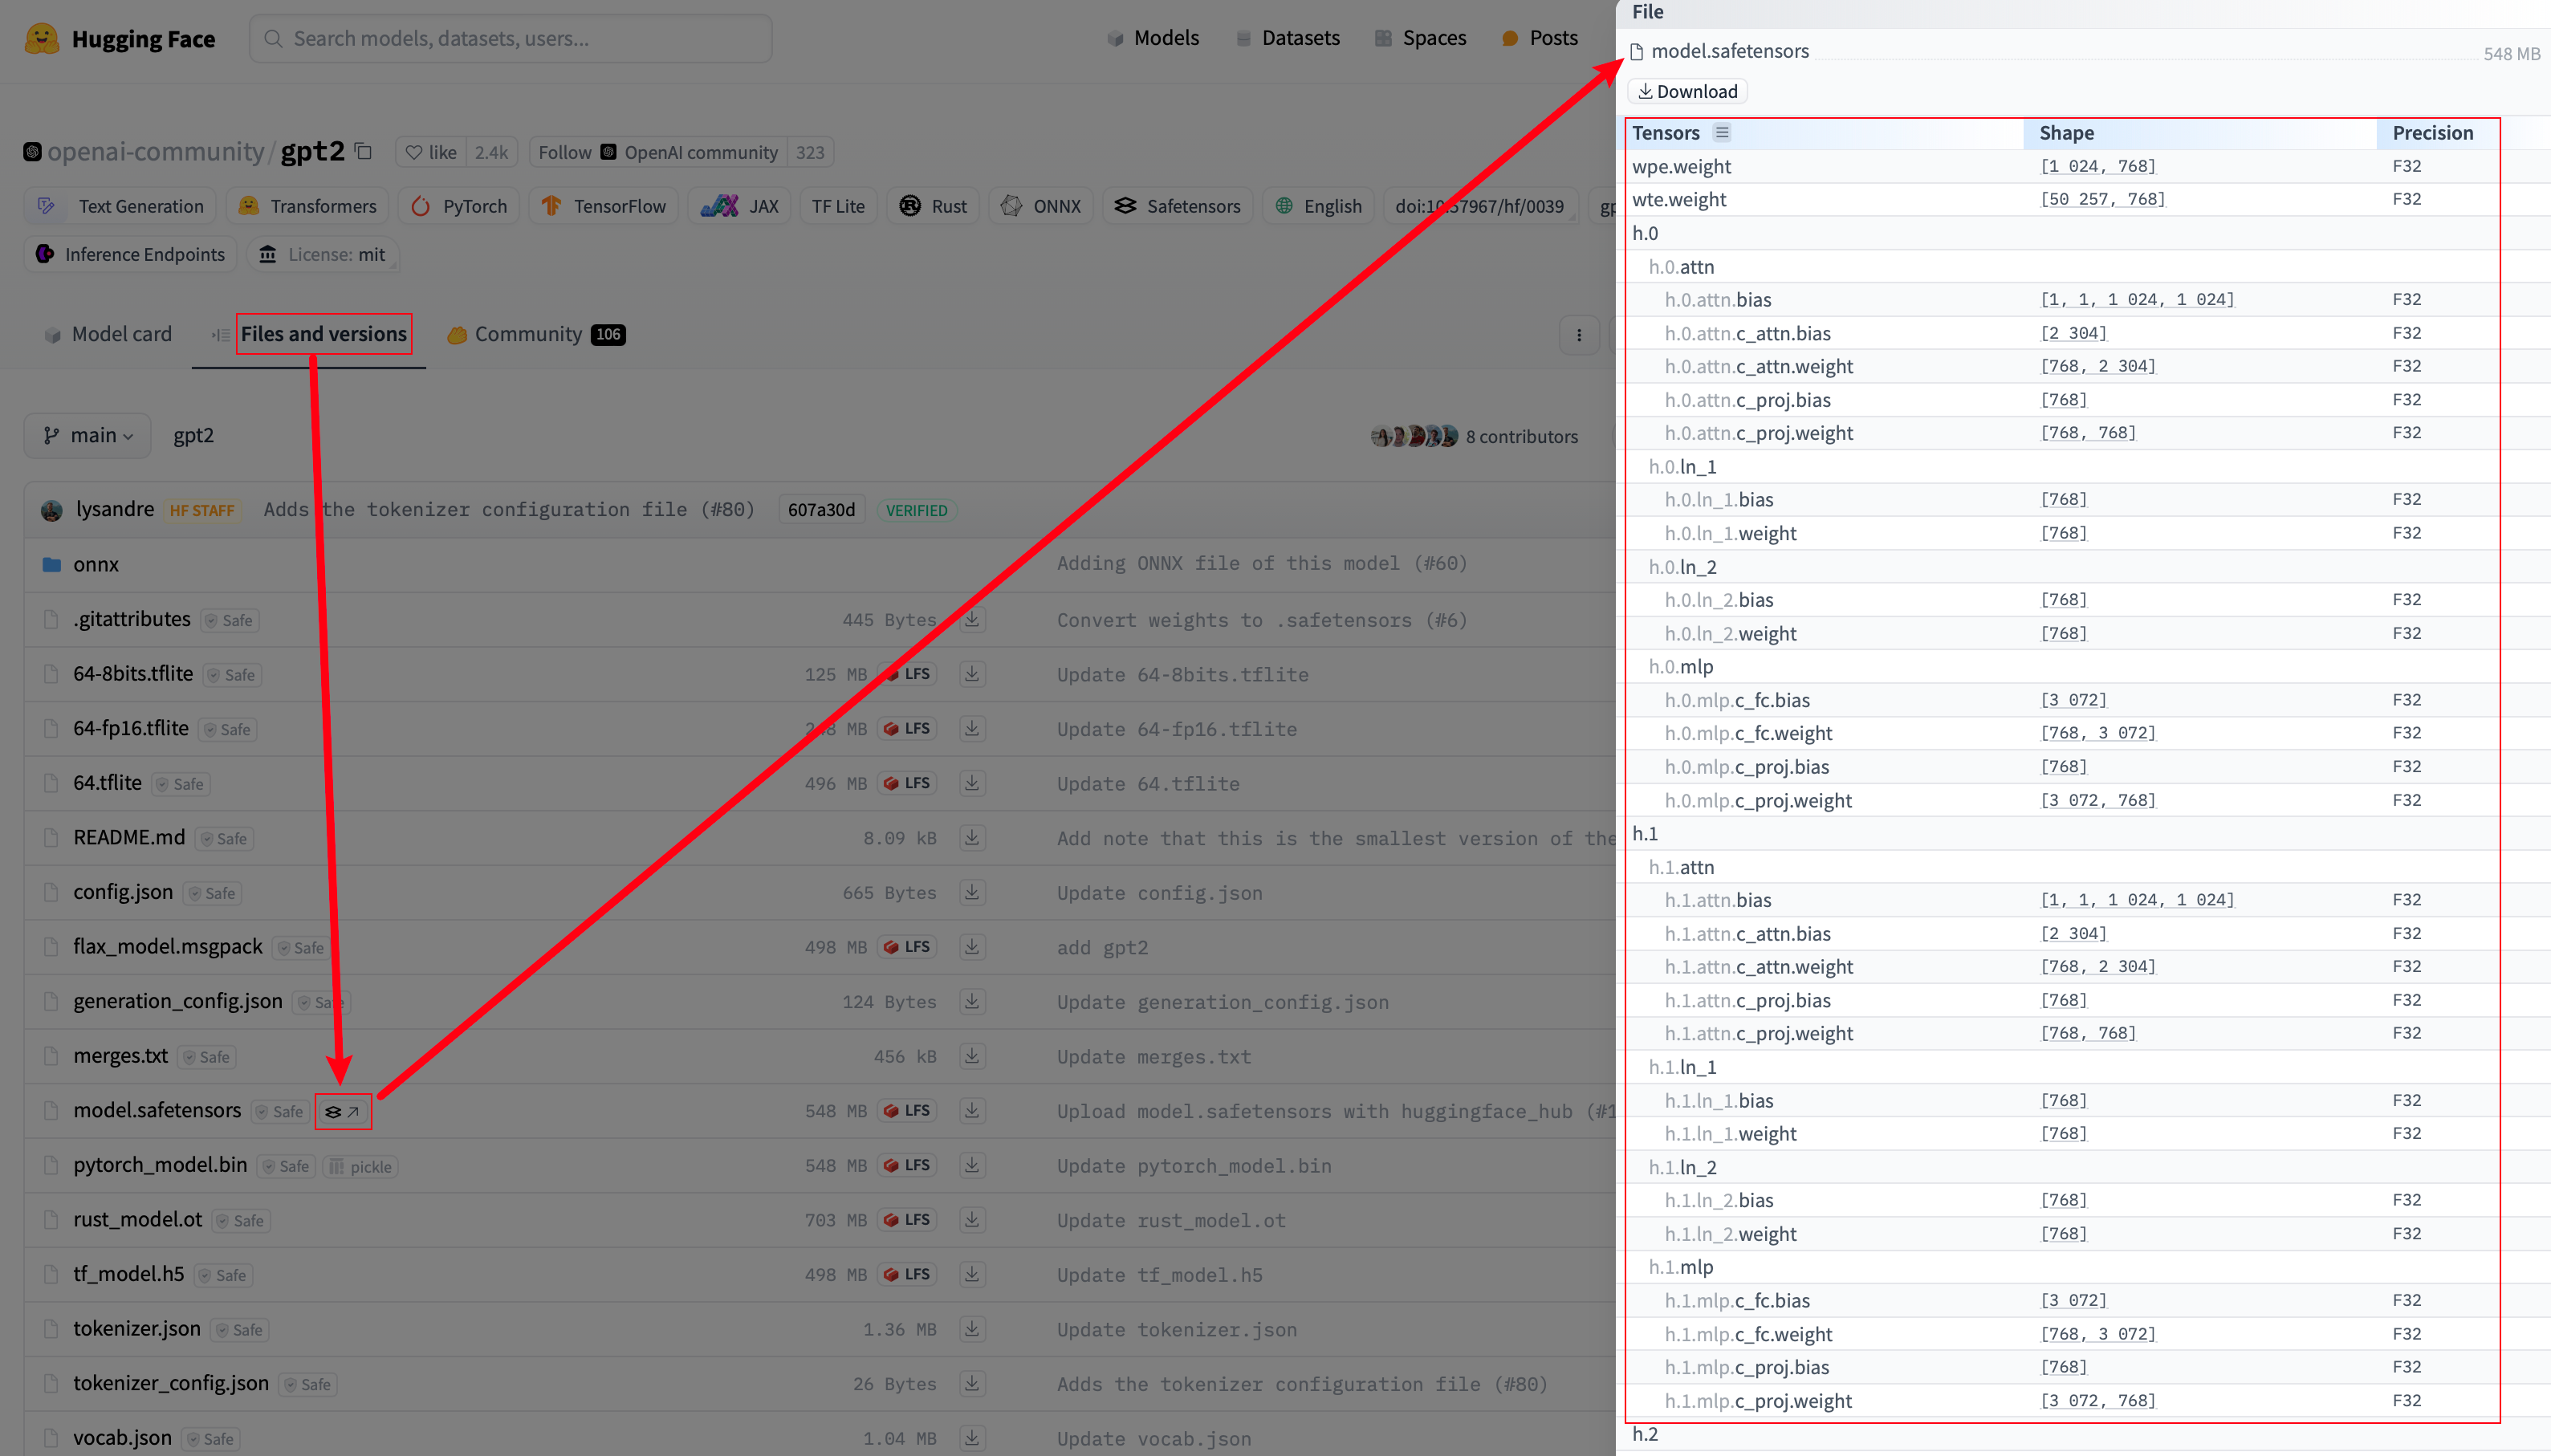 Hugging Face
Search models, datasets, users...
Models
Datasets
Spaces
Posts
openai-community/gpt2
like 2.4k
Follow OpenAI community 323
Text Generation
Transformers
PyTorch
TensorFlow
JAX
TF Lite
Rust
ONNX
Safetensors
English
Inference Endpoints
License: mit
Model card
Files and versions
Community 106
main
gpt2
8 contributors
lysandre HF STAFF Adds the tokenizer configuration file (#80) 607a30d VERIFIED
onnx Adding ONNX file of this model (#60)
.gitattributes Safe 445 Bytes Convert weights to .safetensors (#6)
64-8bits.tflite Safe 125 MB LFS Update 64-8bits.tflite
64-fp16.tflite Safe MB LFS Update 64-fp16.tflite
64.tflite Safe 496 MB LFS Update 64.tflite
README.md Safe 8.09 kB Add note that this is the smallest version of the
config.json Safe 665 Bytes Update config.json
flax_model.msgpack Safe 498 MB LFS add gpt2
generation_config.json Safe 124 Bytes Update generation_config.json
merges.txt Safe 456 kB Update merges.txt
model.safetensors Safe 548 MB LFS Upload model.safetensors with huggingface_hub (#1
pytorch_model.bin Safe pickle 548 MB LFS Update pytorch_model.bin
rust_model.ot Safe 703 MB LFS Update rust_model.ot
tf_model.h5 Safe 498 MB LFS Update tf_model.h5
tokenizer.json Safe 1.36 MB Update tokenizer.json
tokenizer_config.json Safe 26 Bytes Adds the tokenizer configuration file (#80)
vocab.json Safe 1.04 MB Update vocab.json
File
model.safetensors 548 MB
Download
Tensors Shape Precision
wpe.weight [1 024, 768] F32
wte.weight [50 257, 768] F32
h.0
h.0.attn
h.0.attn.bias [1, 1, 1 024, 1 024] F32
h.0.attn.c_attn.bias [2 304] F32
h.0.attn.c_attn.weight [768, 2 304] F32
h.0.attn.c_proj.bias [768] F32
h.0.attn.c_proj.weight [768, 768] F32
h.0.ln_1
h.0.ln_1.bias [768] F32
h.0.ln_1.weight [768] F32
h.0.ln_2
h.0.ln_2.bias [768] F32
h.0.ln_2.weight [768] F32
h.0.mlp
h.0.mlp.c_fc.bias [3 072] F32
h.0.mlp.c_fc.weight [768, 3 072] F32
h.0.mlp.c_proj.bias [768] F32
h.0.mlp.c_proj.weight [3 072, 768] F32
h.1
h.1.attn
h.1.attn.bias [1, 1, 1 024, 1 024] F32
h.1.attn.c_attn.bias [2 304] F32
h.1.attn.c_attn.weight [768, 2 304] F32
h.1.attn.c_proj.bias [768] F32
h.1.attn.c_proj.weight [768, 768] F32
h.1.ln_1
h.1.ln_1.bias [768] F32
h.1.ln_1.weight [768] F32
h.1.ln_2
h.1.ln_2.bias [768] F32
h.1.ln_2.weight [768] F32
h.1.mlp
h.1.mlp.c_fc.bias [3 072] F32
h.1.mlp.c_fc.weight [768, 3 072] F32
h.1.mlp.c_proj.bias [768] F32
h.1.mlp.c_proj.weight [3 072, 768] F32
h.2